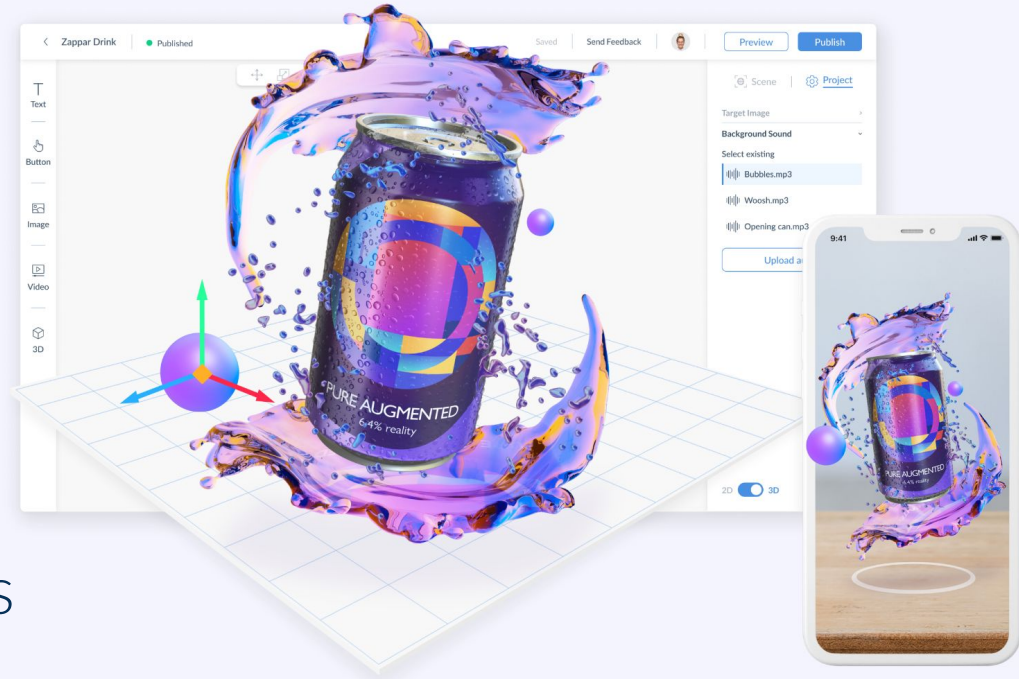 Zappar Drink
Published
Saved
Send Feedback
Preview
Publish
Text
Button
Image
Video
3D
Scene
Project
Target Image
Background Sound
Select existing
Bubbles.mp3
Woosh.mp3
Opening can.mp3
Upload
2D
3D
PURE AUGMENTED
6.4% reality
9:41
PURE AUGMENTED
6.4% reality
S